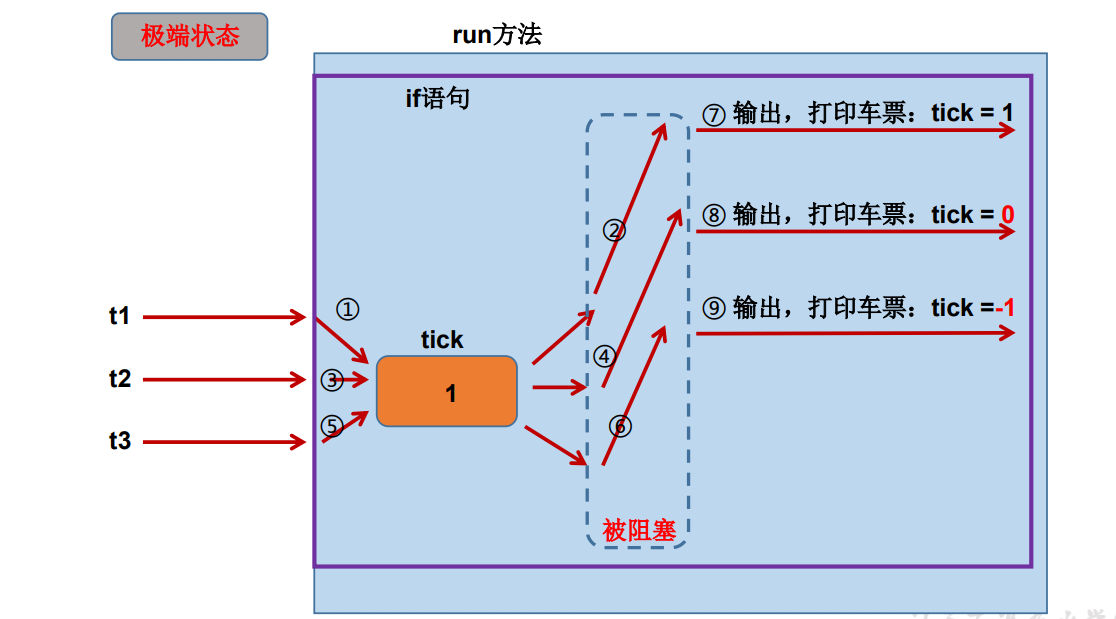 极端状态
run方法
if语句
⑦ 输出，打印车票：tick = 1
②
⑧ 输出，打印车票：tick = 0
t1
①
⑨ 输出，打印车票：tick =-1
tick
④
t2
③
1
t3
⑤
⑥
被阻塞